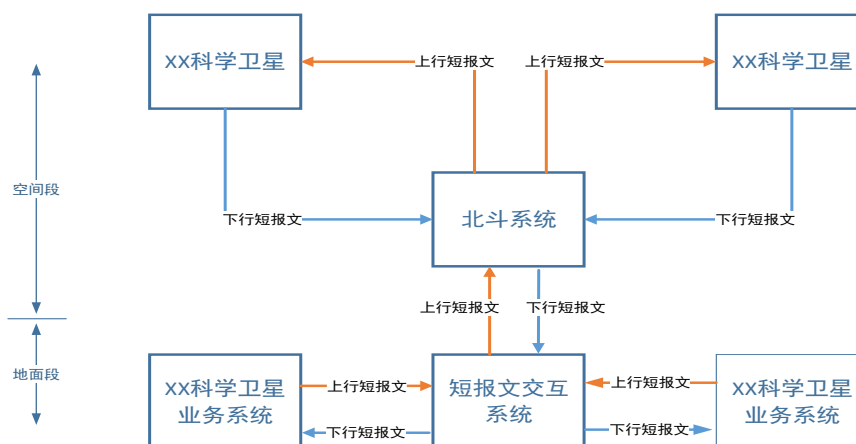 XX科学卫星
上行短报文
上行短报文
XX科学卫星
空间段
下行短报文
北斗系统
下行短报文
上行短报文
下行短报文
地面段
XX科学卫星
业务系统
上行短报文
下行短报文
短报文交互
系统
上行短报文
下行短报文
XX科学卫星
业务系统